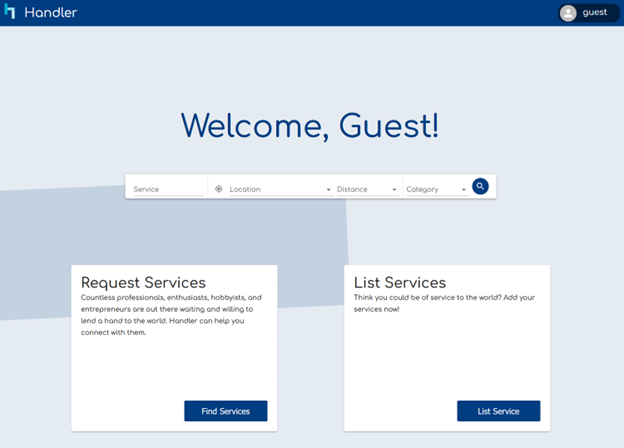 Handler
guest
Welcome, Guest!
Service
Location
Distance
Category
Request Services
Countless professionals, enthusiasts, hobbyists, and
entrepreneurs are out there waiting and willing to
lend a hand to the world. Handler can help you
connect with them.
Find Services
List Services
Think you could be of service to the world? Add your
services now!
List Service